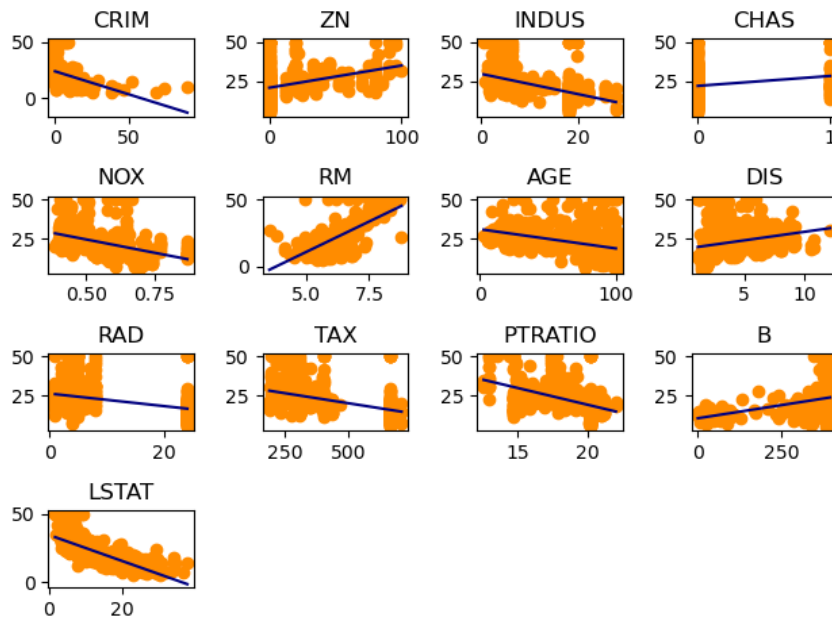 CRIM ZN INDUS CHAS
50 50 50 50
25 25 25
0
0 50 0 100 0 20 0 1
NOX RM AGE DIS
50 50 50 50
25 25 25
0
0.50 0.75 5.0 7.5 0 100 5 10
RAD TAX PTRATIO B
50 50 50 50
25 25 25 25
0 20 250 500 15 20 0 250
LSTAT
50
0
0 20